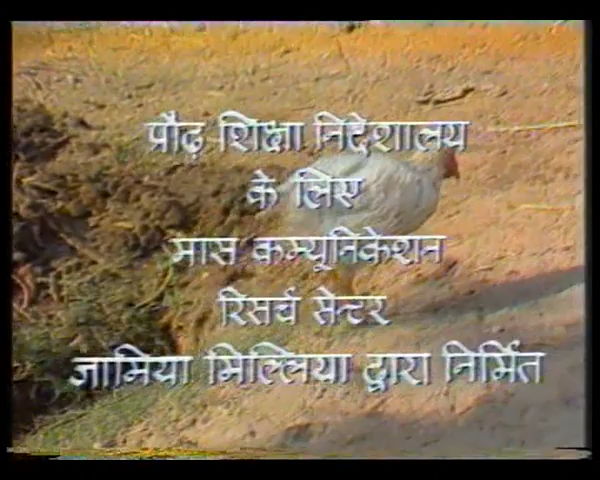 प्रौढ़ शिक्षा निदेशालय
के लिए
मास कम्यूनिकेशन
रिसर्च सेन्टर
जामिया मिल्लिया द्वारा निर्मित